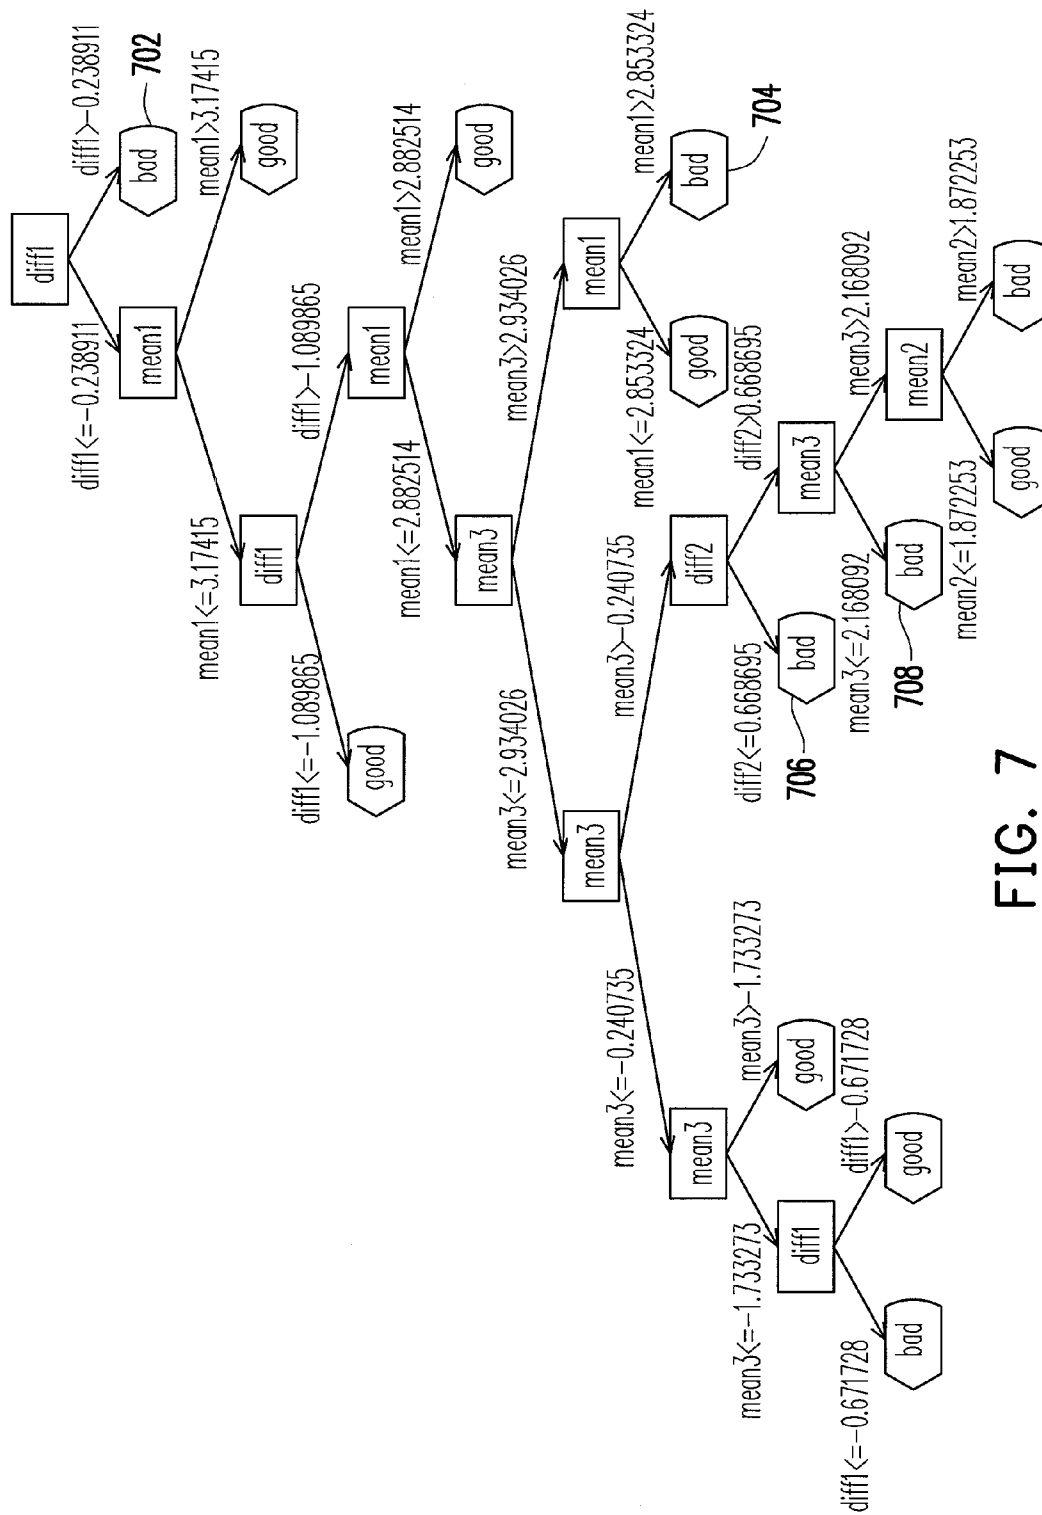 diff1
diff1<=-0.238911
diff1>-0.238911
mean1
bad
702
mean1<=3.17415
mean1>3.17415
diff1
good
diff1<=-1.089865
diff1>-1.089865
good
mean1
mean1<=2.882514
mean1>2.882514
mean3
good
mean3<=2.934026
mean3>2.934026
mean3
mean1
mean3<=-0.240735
mean3>-0.240735
mean1<=2.853324
mean1>2.853324
mean3
diff2
good
bad
704
mean3<=-1.733273
mean3>-1.733273
diff2<=0.668695
diff2>0.668695
diff1
good
706
bad
mean3
diff1<=-0.671728
diff1>-0.671728
mean3<=2.168092
mean3>2.168092
bad
good
708
bad
mean2
mean2<=1.872253
mean2>1.872253
good
bad
FIG. 7